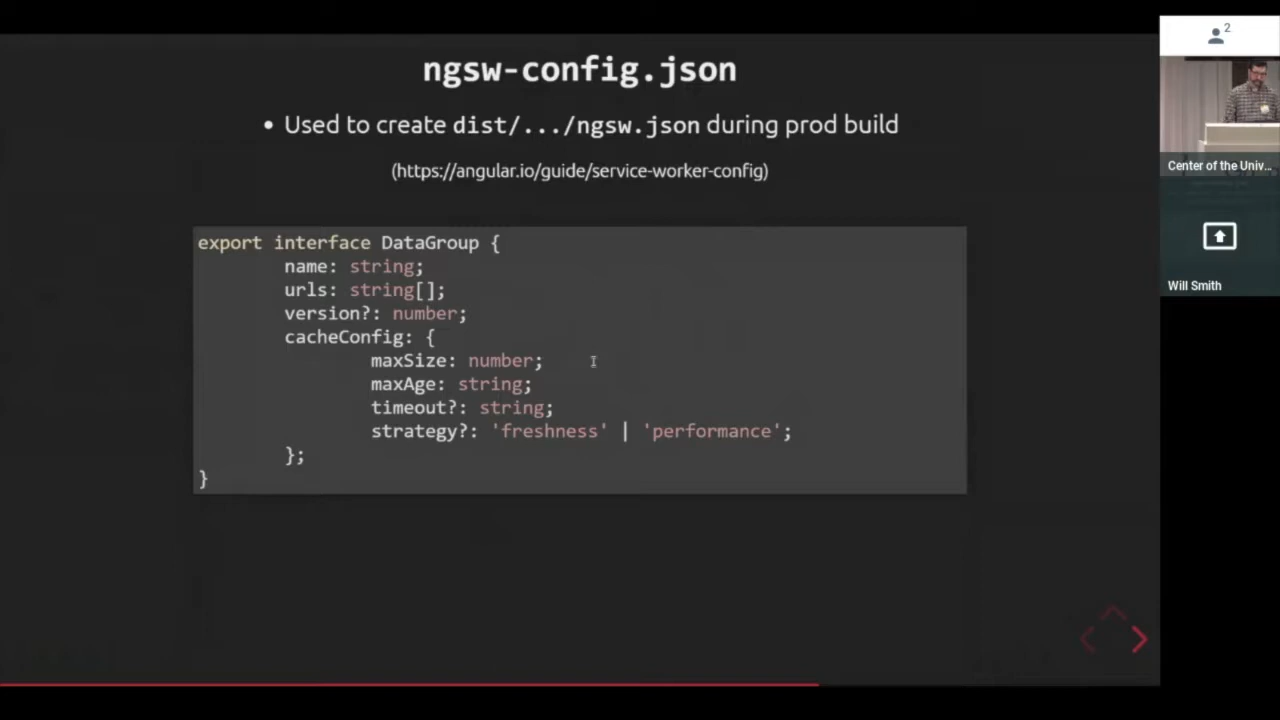 ngsw-config.json
• Used to create dist/.../ngsw.json during prod build
(https://angular.io/guide/service-worker-config)
export interface DataGroup {
name: string;
urls: string[];
version?: number;
cacheConfig: {
maxSize: number;
maxAge: string;
timeout?: string;
strategy?: 'freshness' | 'performance';
};
}
2
Center of the Univ...
Will Smith